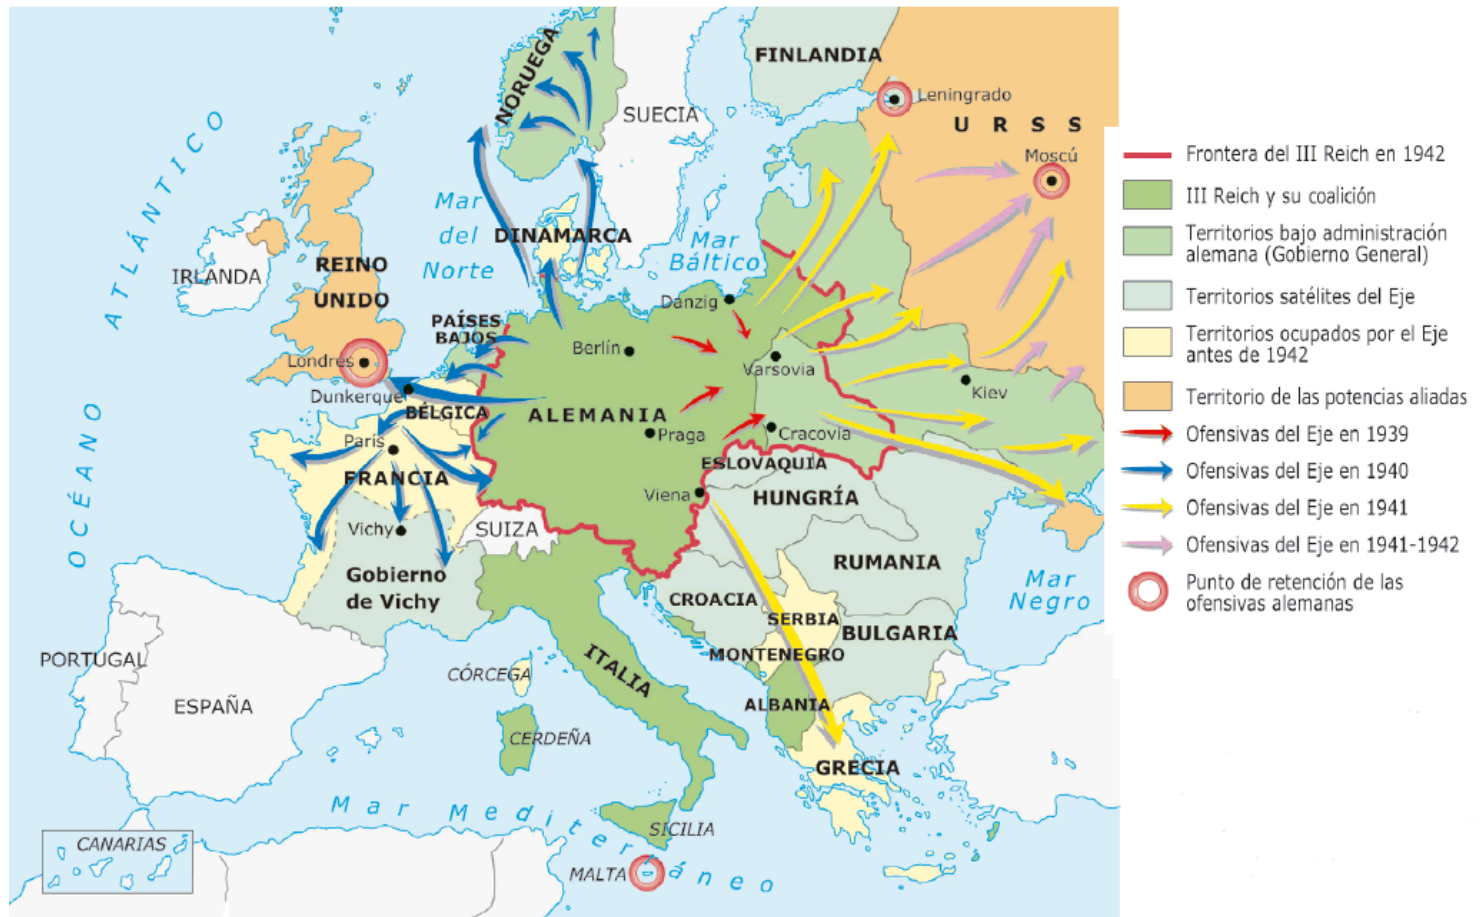 FINLANDIA
NORUEGA
SUECIA
Leningrado
U R S S
Moscú
OCÉANO ATLÁNTICO
Mar
del
Norte
DINAMARCA
Mar
Báltico
IRLANDA
REINO
UNIDO
Danzig
PAÍSES
BAJOS
Berlín
Varsovia
Londres
Dunkerque
BÉLGICA
ALEMANIA
Kiev
París
Praga
Cracovia
FRANCIA
ESLOVAQUIA
Viena
HUNGRÍA
Vichy
SUIZA
Gobierno
de Vichy
RUMANIA
Mar
Negro
CROACIA
SERBIA
BULGARIA
MONTENEGRO
PORTUGAL
ESPAÑA
CÓRCEGA
ITALIA
ALBANIA
CERDEÑA
GRECIA
Mar Mediterráneo
SICILIA
CANARIAS
MALTA
Frontera del III Reich en 1942
III Reich y su coalición
Territorios bajo administración
alemana (Gobierno General)
Territorios satélites del Eje
Territorios ocupados por el Eje
antes de 1942
Territorio de las potencias aliadas
Ofensivas del Eje en 1939
Ofensivas del Eje en 1940
Ofensivas del Eje en 1941
Ofensivas del Eje en 1941-1942
Punto de retención de las
ofensivas alemanas